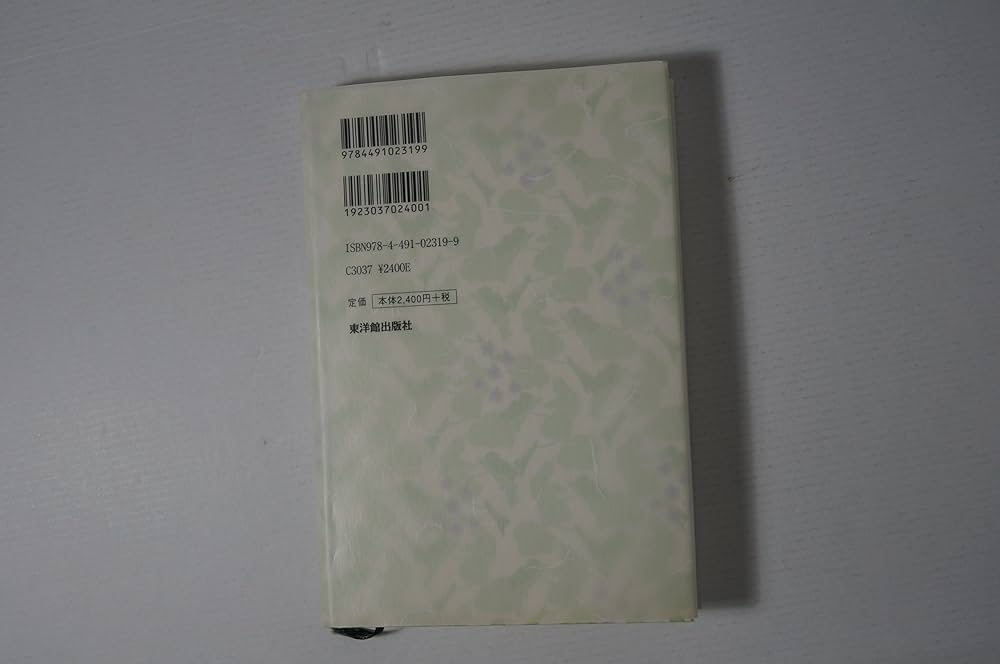 9784491023199
1923037024001
ISBN978-4-491-02319-9
C3037 ¥2400E
定価 本体2,400円+税
東洋館出版社